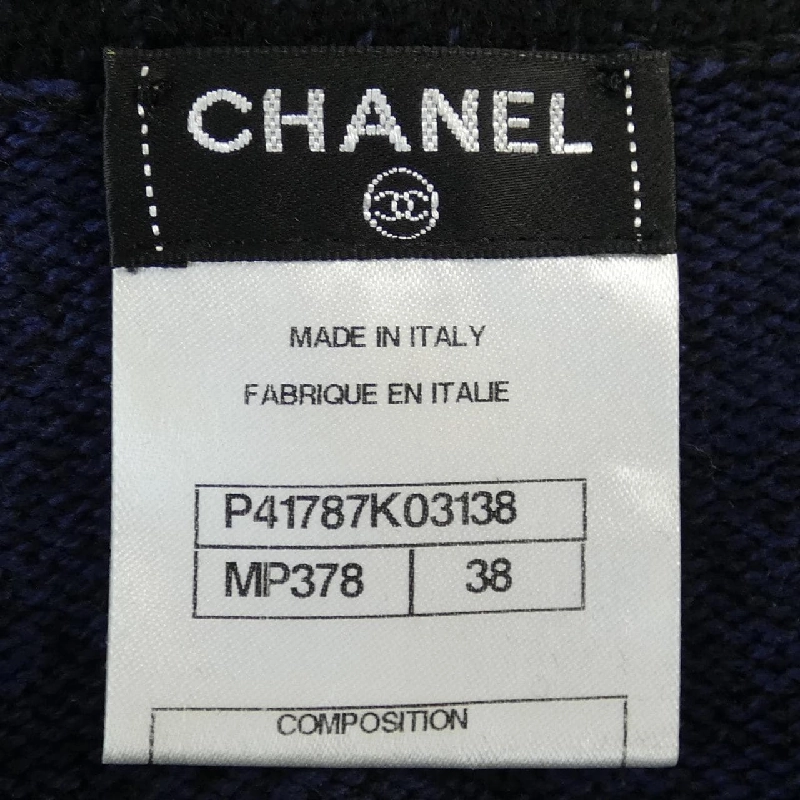 CHANEL
MADE IN ITALY
FABRIQUE EN ITALIE
P41787K03138
MP378 38
COMPOSITION